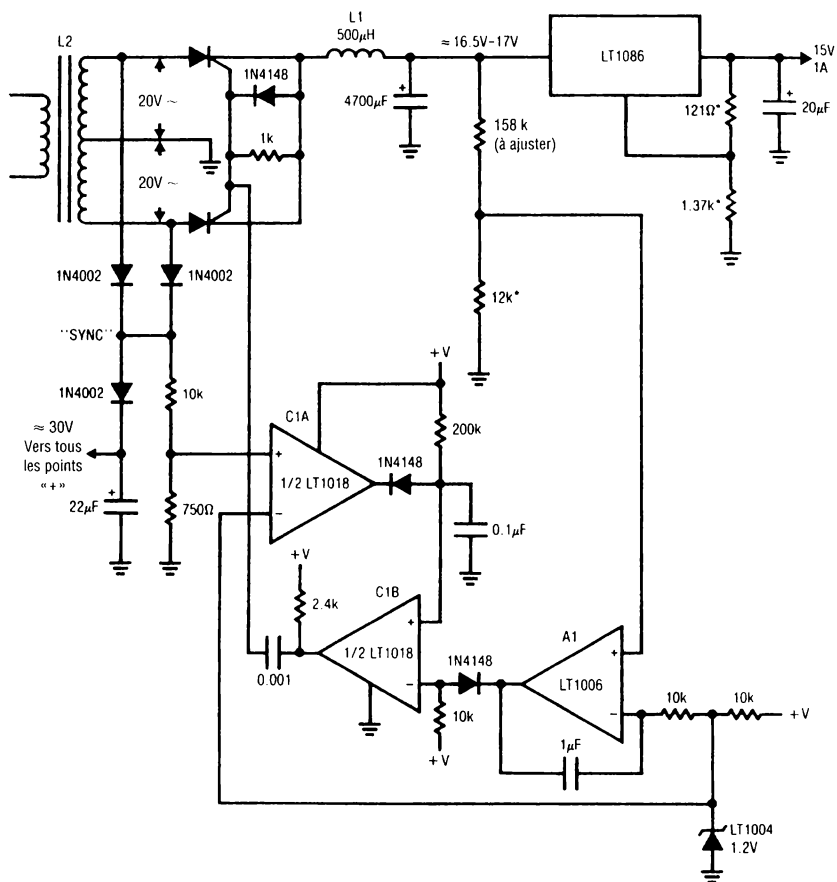 L1
500µH
L2
≈ 16.5V-17V
LT1086
15V
1A
1N4148
20V ~
4700µF
121Ω*
20µF
158 k
(à ajuster)
1k
20V ~
1.37k*
1N4002
1N4002
12k*
"SYNC"
+ V
1N4002
10k
C1A
200k
≈ 30V
Vers tous
les points
«+»
+
1N4148
1/2 LT1018
22µF
750Ω
−
0.1µF
+ V
C1B
2.4k
+
A1
1/2 LT1018
1N4148
+
0.001
−
LT1006
10k
10k
10k
−
+ V
+ V
1µF
LT1004
1.2V